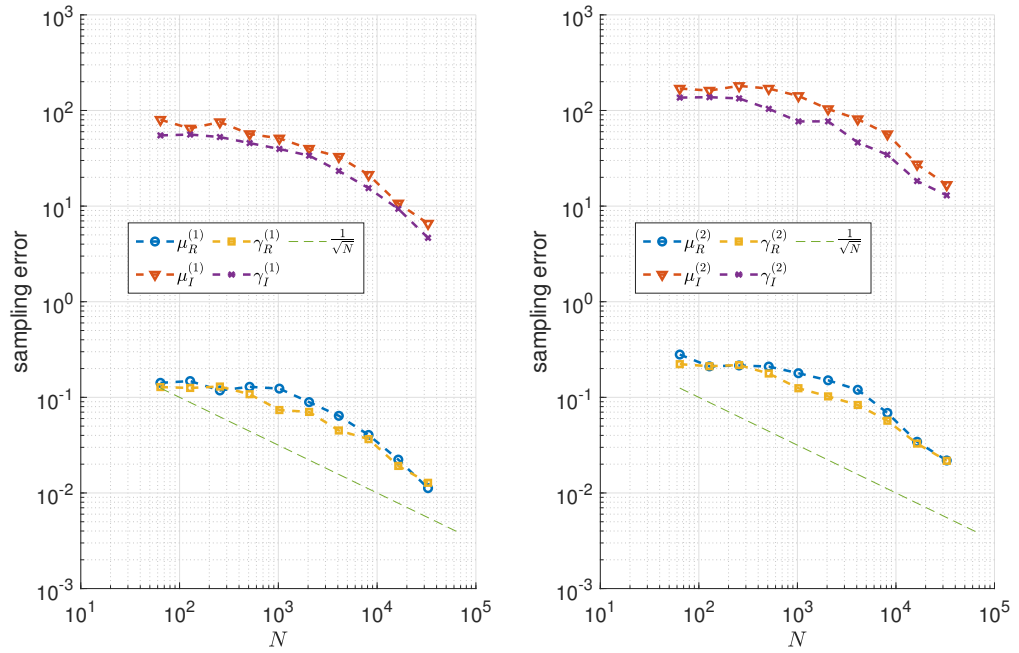 10^3
10^2
10^1
10^0
10^{-1}
10^{-2}
10^{-3}
sampling error
μ_R^{(1)} γ_R^{(1)} 1/√N
μ_I^{(1)} γ_I^{(1)}
10^1 10^2 10^3 10^4 10^5
N
10^3
10^2
10^1
10^0
10^{-1}
10^{-2}
10^{-3}
sampling error
μ_R^{(2)} γ_R^{(2)} 1/√N
μ_I^{(2)} γ_I^{(2)}
10^1 10^2 10^3 10^4 10^5
N